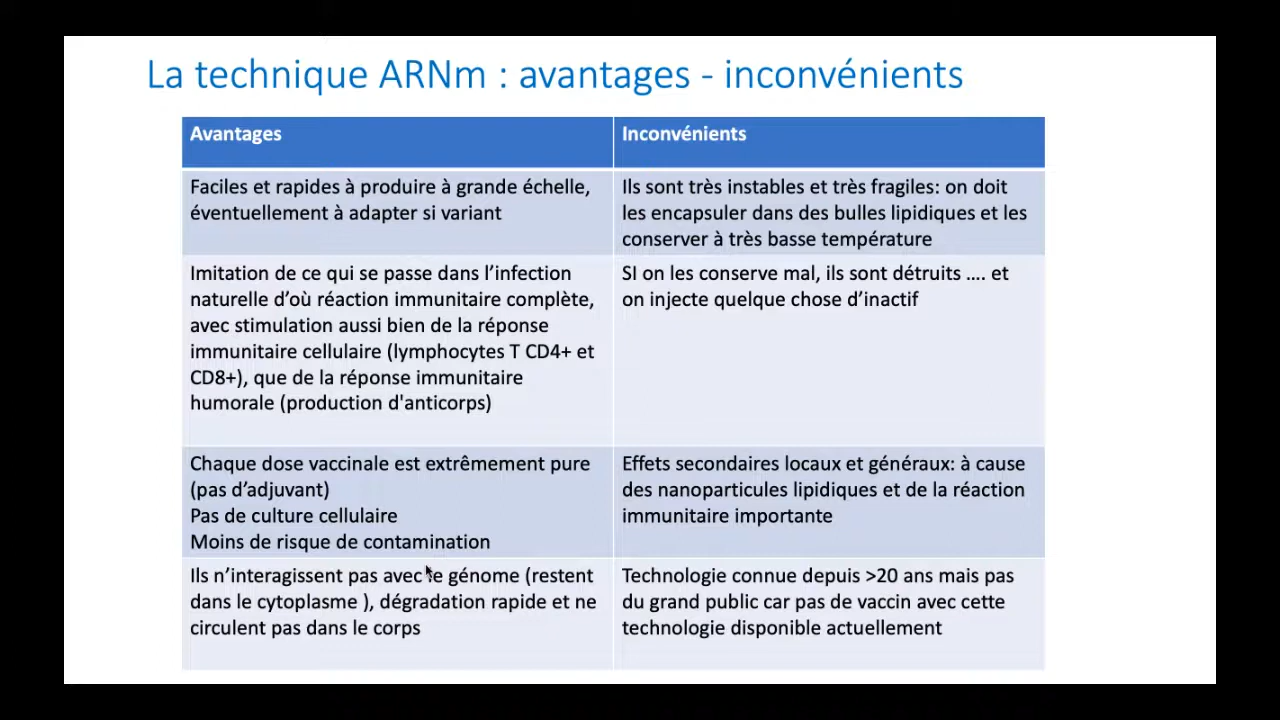 La technique ARNm : avantages - inconvénients
Avantages
Inconvénients
Faciles et rapides à produire à grande échelle,
éventuellement à adapter si variant
Ils sont très instables et très fragiles: on doit
les encapsuler dans des bulles lipidiques et les
conserver à très basse température
Imitation de ce qui se passe dans l’infection
naturelle d’où réaction immunitaire complète,
avec stimulation aussi bien de la réponse
immunitaire cellulaire (lymphocytes T CD4+ et
CD8+), que de la réponse immunitaire
humorale (production d'anticorps)
SI on les conserve mal, ils sont détruits .... et
on injecte quelque chose d’inactif
Chaque dose vaccinale est extrêmement pure
(pas d’adjuvant)
Pas de culture cellulaire
Moins de risque de contamination
Effets secondaires locaux et généraux: à cause
des nanoparticules lipidiques et de la réaction
immunitaire importante
Ils n’interagissent pas avec le génome (restent
dans le cytoplasme ), dégradation rapide et ne
circulent pas dans le corps
Technologie connue depuis >20 ans mais pas
du grand public car pas de vaccin avec cette
technologie disponible actuellement